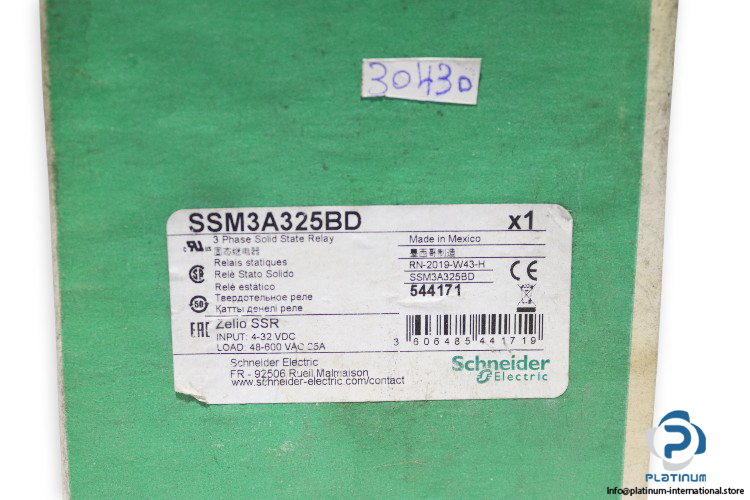 30430
SSM3A325BD x1
3 Phase Solid State Relay
固态继电器
Relais statiques
Relè Stato Solido
Relé estático
Твердотельное реле
Қатты денелі реле
Zelio SSR
INPUT: 4-32 VDC
LOAD: 48-600 VAC 25A
Schneider Electric
FR - 92506 Rueil Malmaison
www.schneider-electric.com/contact
Made in Mexico
墨西哥制造
RN-2019-W43-H
SSM3A325BD
544171
CE
EAC
50
3 606485 441719
Schneider
Electric
PLATINUM
Info@platinum-international.store